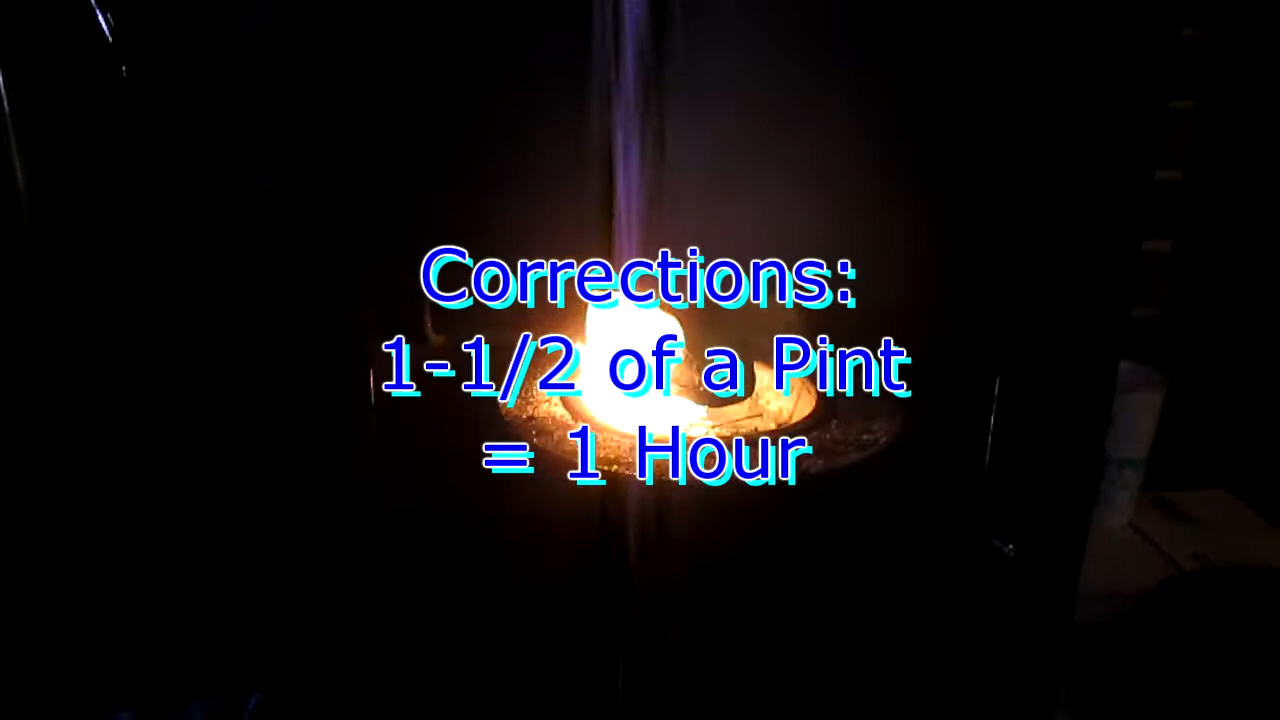 Corrections:
1-1/2 of a Pint
= 1 Hour